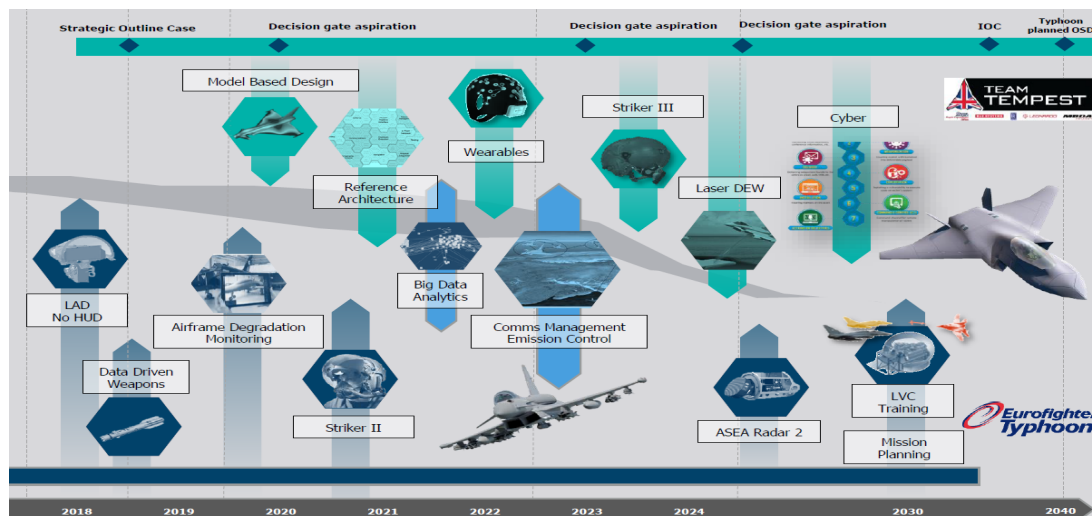 Strategic Outline Case
Decision gate aspiration
Decision gate aspiration
Decision gate aspiration
IOC
Typhoon
planned OSD
Model Based Design
Reference
Architecture
Wearables
Striker III
Laser DEW
Cyber
TEAM
TEMPEST
LEONARDO
MBDA
LAD
No HUD
Data Driven
Weapons
Airframe Degradation
Monitoring
Striker II
Big Data
Analytics
Comms Management
Emission Control
ASEA Radar 2
LVC
Training
Mission
Planning
Eurofighter
Typhoon
2018
2019
2020
2021
2022
2023
2024
2030
2040